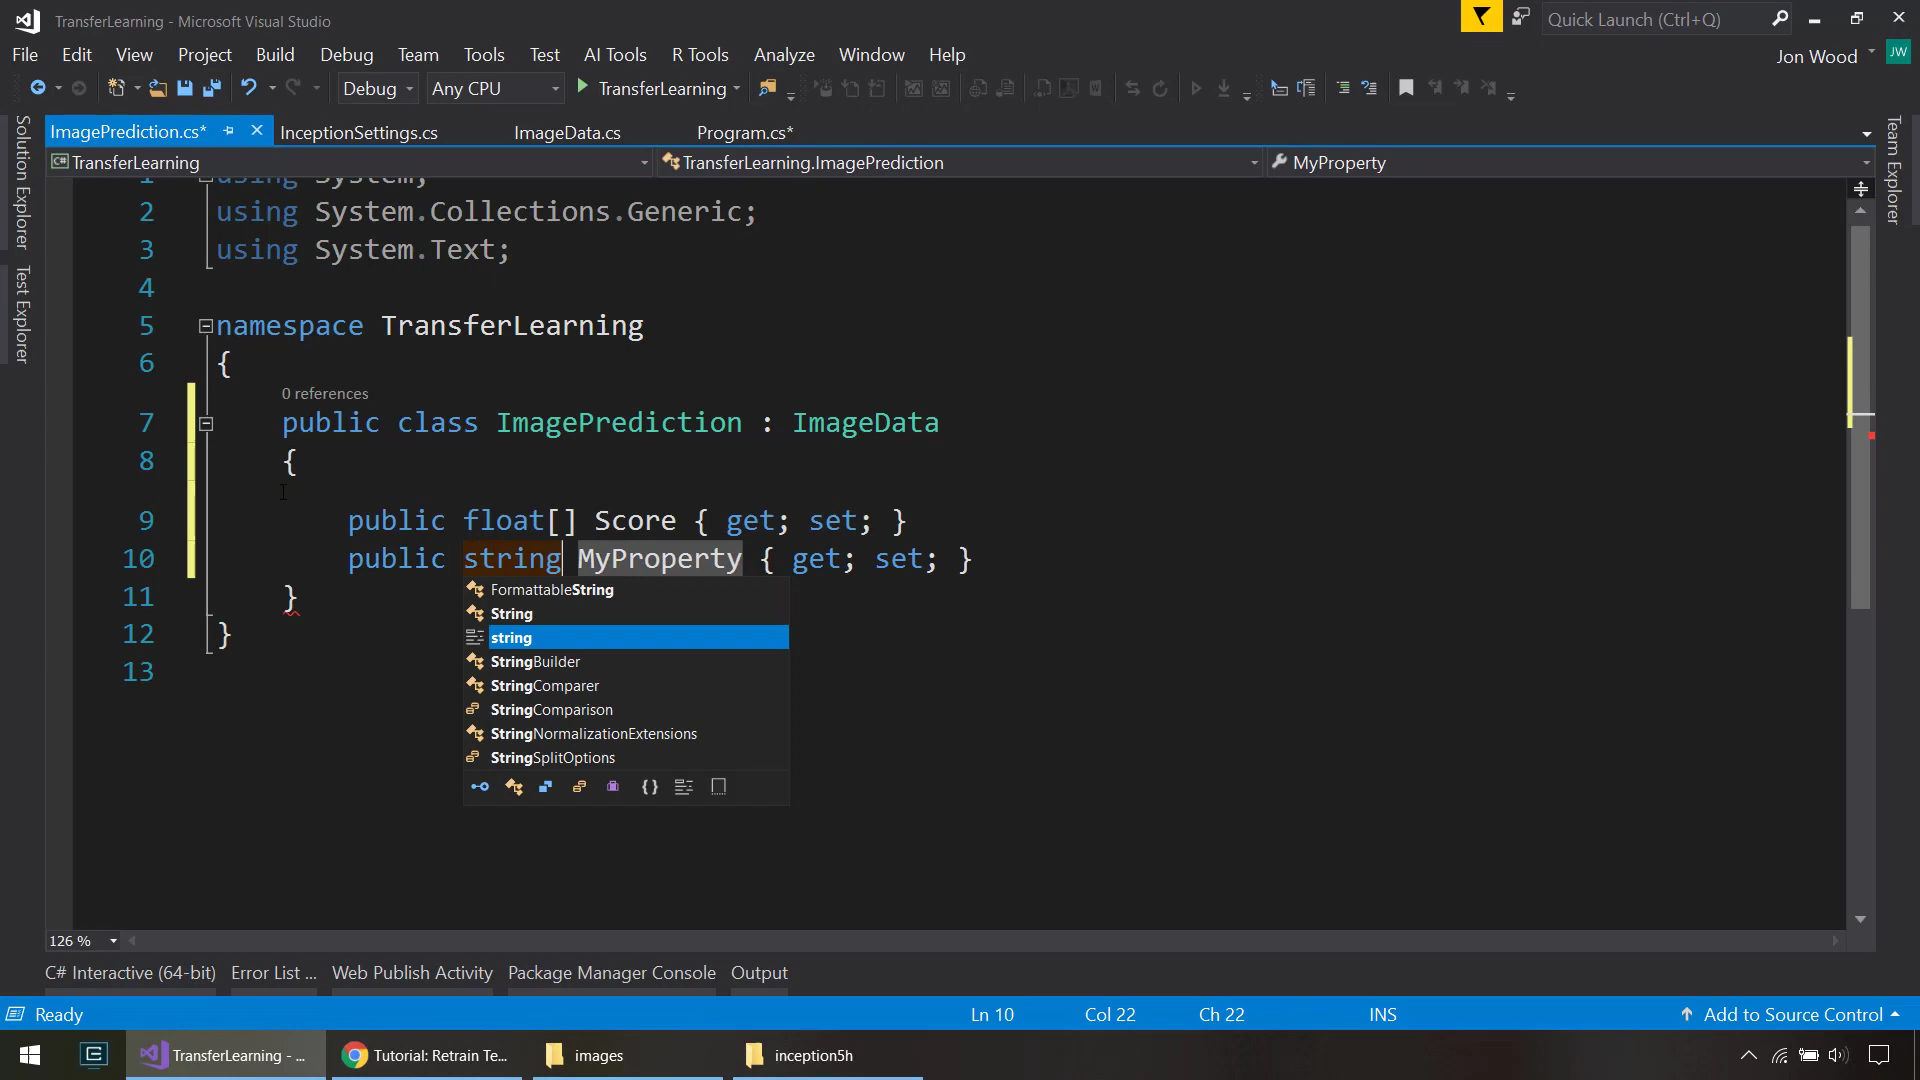 TransferLearning - Microsoft Visual Studio
Quick Launch (Ctrl+Q)
File Edit View Project Build Debug Team Tools Test AI Tools R Tools Analyze Window Help
Jon Wood JW
Debug Any CPU TransferLearning
Solution Explorer
Test Explorer
Team Explorer
ImagePrediction.cs* InceptionSettings.cs ImageData.cs Program.cs*
C# TransferLearning TransferLearning.ImagePrediction MyProperty
1 using System;
2 using System.Collections.Generic;
3 using System.Text;
4
5 namespace TransferLearning
6 {
0 references
7 public class ImagePrediction : ImageData
8 {
9 public float[] Score { get; set; }
10 public string MyProperty { get; set; }
11 }
12 }
13
FormattableString
String
string
StringBuilder
StringComparer
StringComparison
StringNormalizationExtensions
StringSplitOptions
126 %
C# Interactive (64-bit) Error List ... Web Publish Activity Package Manager Console Output
Ready Ln 10 Col 22 Ch 22 INS Add to Source Control
TransferLearning - ... Tutorial: Retrain Te... images inception5h